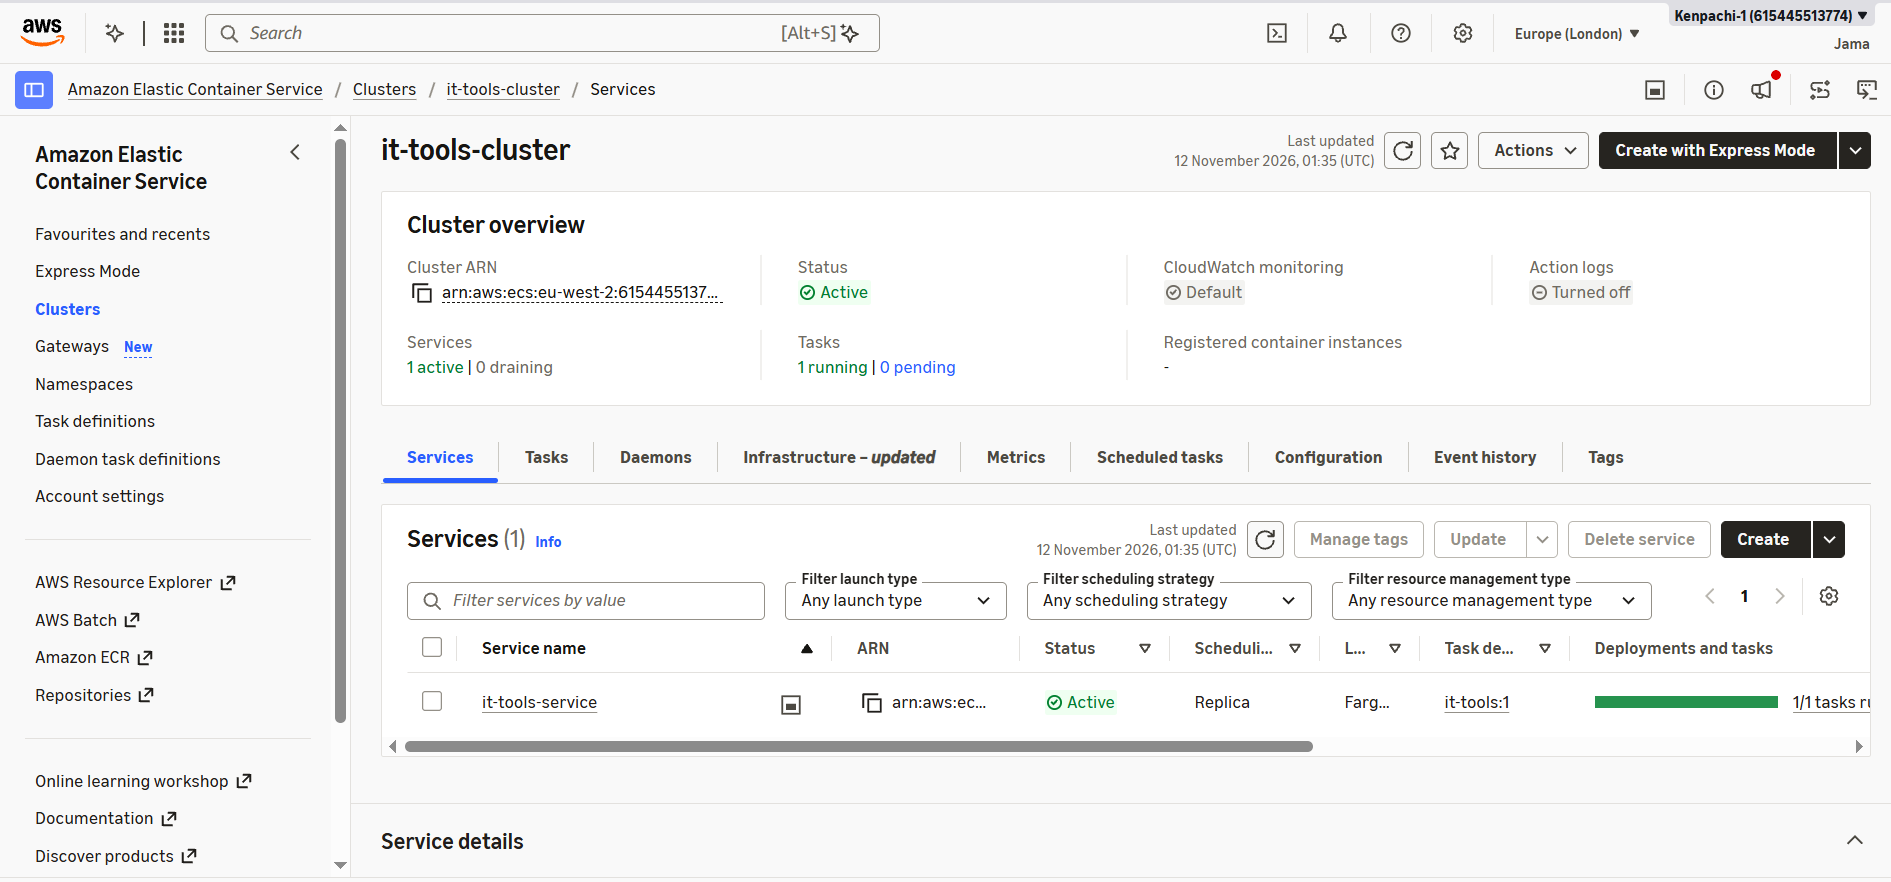 aws
Search
[Alt+S]
Europe (London)
Kenpachi-1 (615445513774)
Jama
Amazon Elastic Container Service / Clusters / it-tools-cluster / Services
Amazon Elastic
Container Service
Favourites and recents
Express Mode
Clusters
Gateways New
Namespaces
Task definitions
Daemon task definitions
Account settings
AWS Resource Explorer
AWS Batch
Amazon ECR
Repositories
Online learning workshop
Documentation
Discover products
it-tools-cluster
Last updated
12 November 2026, 01:35 (UTC)
Actions
Create with Express Mode
Cluster overview
Cluster ARN
arn:aws:ecs:eu-west-2:6154455137...
Status
Active
CloudWatch monitoring
Default
Action logs
Turned off
Services
1 active | 0 draining
Tasks
1 running | 0 pending
Registered container instances
-
Services Tasks Daemons Infrastructure – updated Metrics Scheduled tasks Configuration Event history Tags
Services (1) Info
Last updated
12 November 2026, 01:35 (UTC)
Manage tags
Update
Delete service
Create
Filter services by value
Filter launch type
Any launch type
Filter scheduling strategy
Any scheduling strategy
Filter resource management type
Any resource management type
1
Service name ARN Status Scheduli... L... Task de... Deployments and tasks
it-tools-service arn:aws:ec... Active Replica Farg... it-tools:1 1/1 tasks
Service details